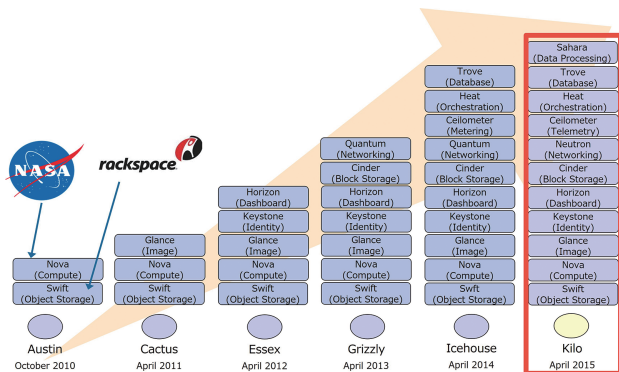 NASA
rackspace
Nova
(Compute)
Swift
(Object Storage)
Austin
October 2010
Glance
(Image)
Nova
(Compute)
Swift
(Object Storage)
Cactus
April 2011
Horizon
(Dashboard)
Keystone
(Identity)
Glance
(Image)
Nova
(Compute)
Swift
(Object Storage)
Essex
April 2012
Quantum
(Networking)
Cinder
(Block Storage)
Horizon
(Dashboard)
Keystone
(Identity)
Glance
(Image)
Nova
(Compute)
Swift
(Object Storage)
Grizzly
April 2013
Trove
(Database)
Heat
(Orchestration)
Ceilometer
(Metering)
Quantum
(Networking)
Cinder
(Block Storage)
Horizon
(Dashboard)
Keystone
(Identity)
Glance
(Image)
Nova
(Compute)
Swift
(Object Storage)
Icehouse
April 2014
Sahara
(Data Processing)
Trove
(Database)
Heat
(Orchestration)
Ceilometer
(Telemetry)
Neutron
(Networking)
Cinder
(Block Storage)
Horizon
(Dashboard)
Keystone
(Identity)
Glance
(Image)
Nova
(Compute)
Swift
(Object Storage)
Kilo
April 2015